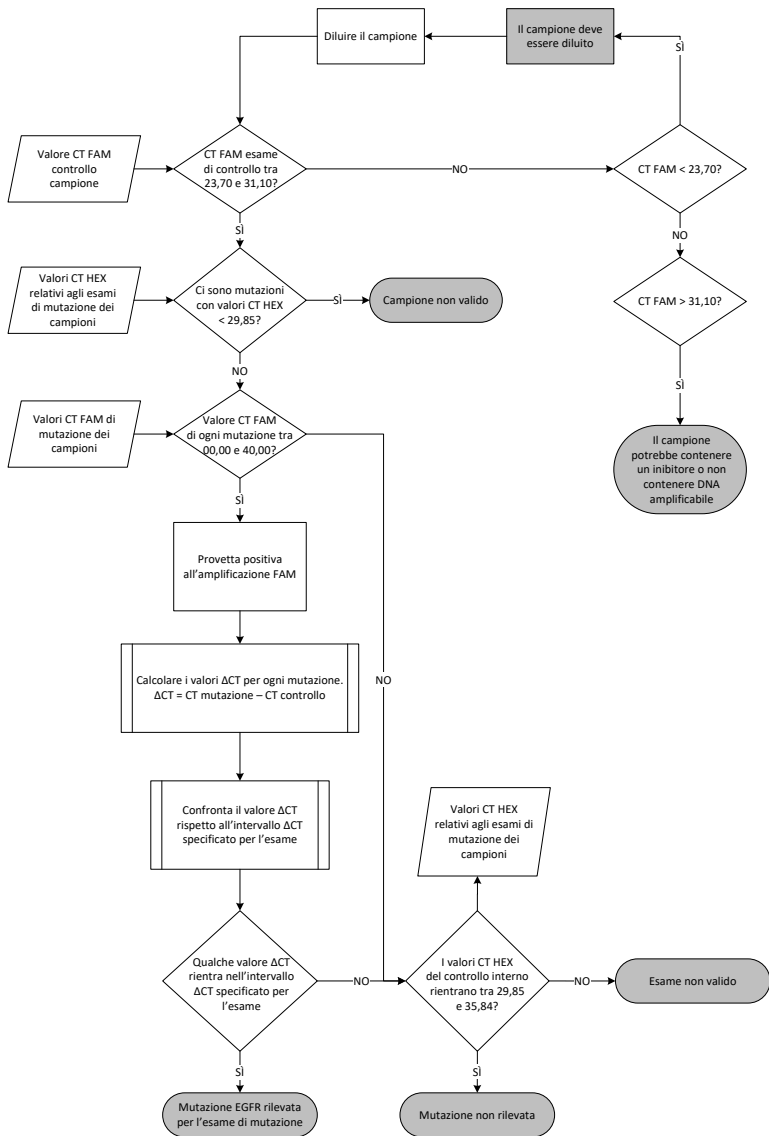 Diluire il campione
Il campione deve
essere diluito
SÌ
Valore CT FAM
controllo
campione
CT FAM esame
di controllo tra
23,70 e 31,10?
NO
CT FAM < 23,70?
SÌ
NO
Valori CT HEX
relativi agli esami
di mutazione dei
campioni
Ci sono mutazioni
con valori CT HEX
< 29,85?
SÌ
Campione non valido
CT FAM > 31,10?
NO
SÌ
Valori CT FAM di
mutazione dei
campioni
Valore CT FAM
di ogni mutazione tra
00,00 e 40,00?
Il campione
potrebbe contenere
un inibitore o non
contenere DNA
amplificabile
SÌ
Provetta positiva
all'amplificazione FAM
Calcolare i valori ΔCT per ogni mutazione.
ΔCT = CT mutazione – CT controllo
NO
Confronta il valore ΔCT
rispetto all'intervallo ΔCT
specificato per l'esame
Valori CT HEX
relativi agli esami di
mutazione dei
campioni
Qualche valore ΔCT
rientra nell'intervallo
ΔCT specificato per
l'esame
NO
I valori CT HEX
del controllo interno
rientrano tra 29,85
e 35,84?
NO
Esame non valido
SÌ
SÌ
Mutazione EGFR rilevata
per l'esame di mutazione
Mutazione non rilevata